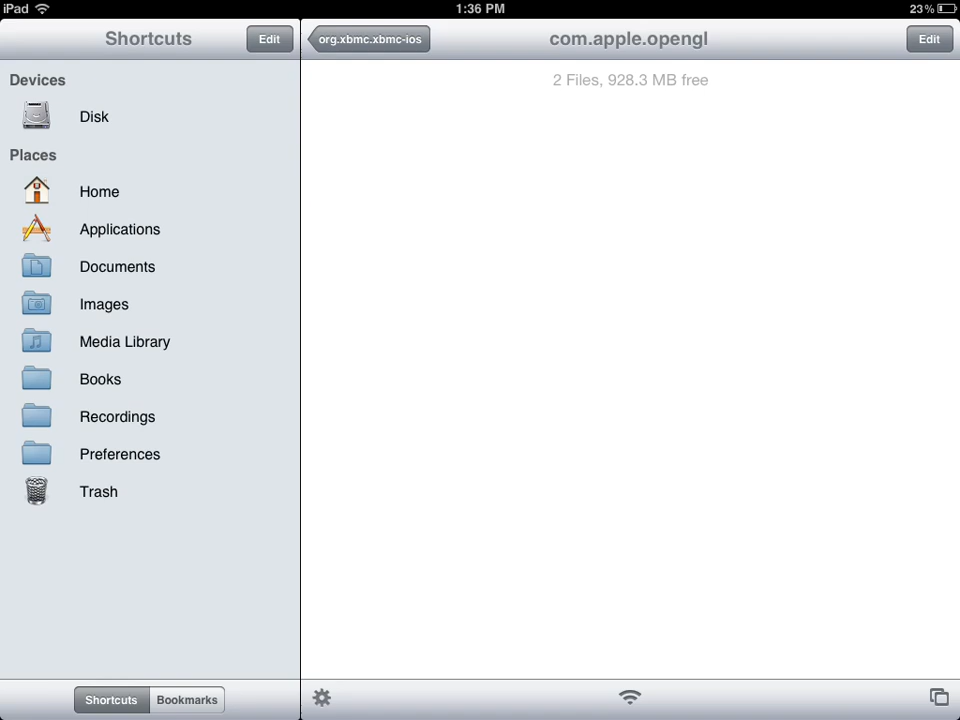 iPad
1:36 PM
23%
Shortcuts
Edit
org.xbmc.xbmc-ios
com.apple.opengl
Edit
Devices
2 Files, 928.3 MB free
Disk
Places
Home
Applications
Documents
Images
Media Library
Books
Recordings
Preferences
Trash
Shortcuts
Bookmarks